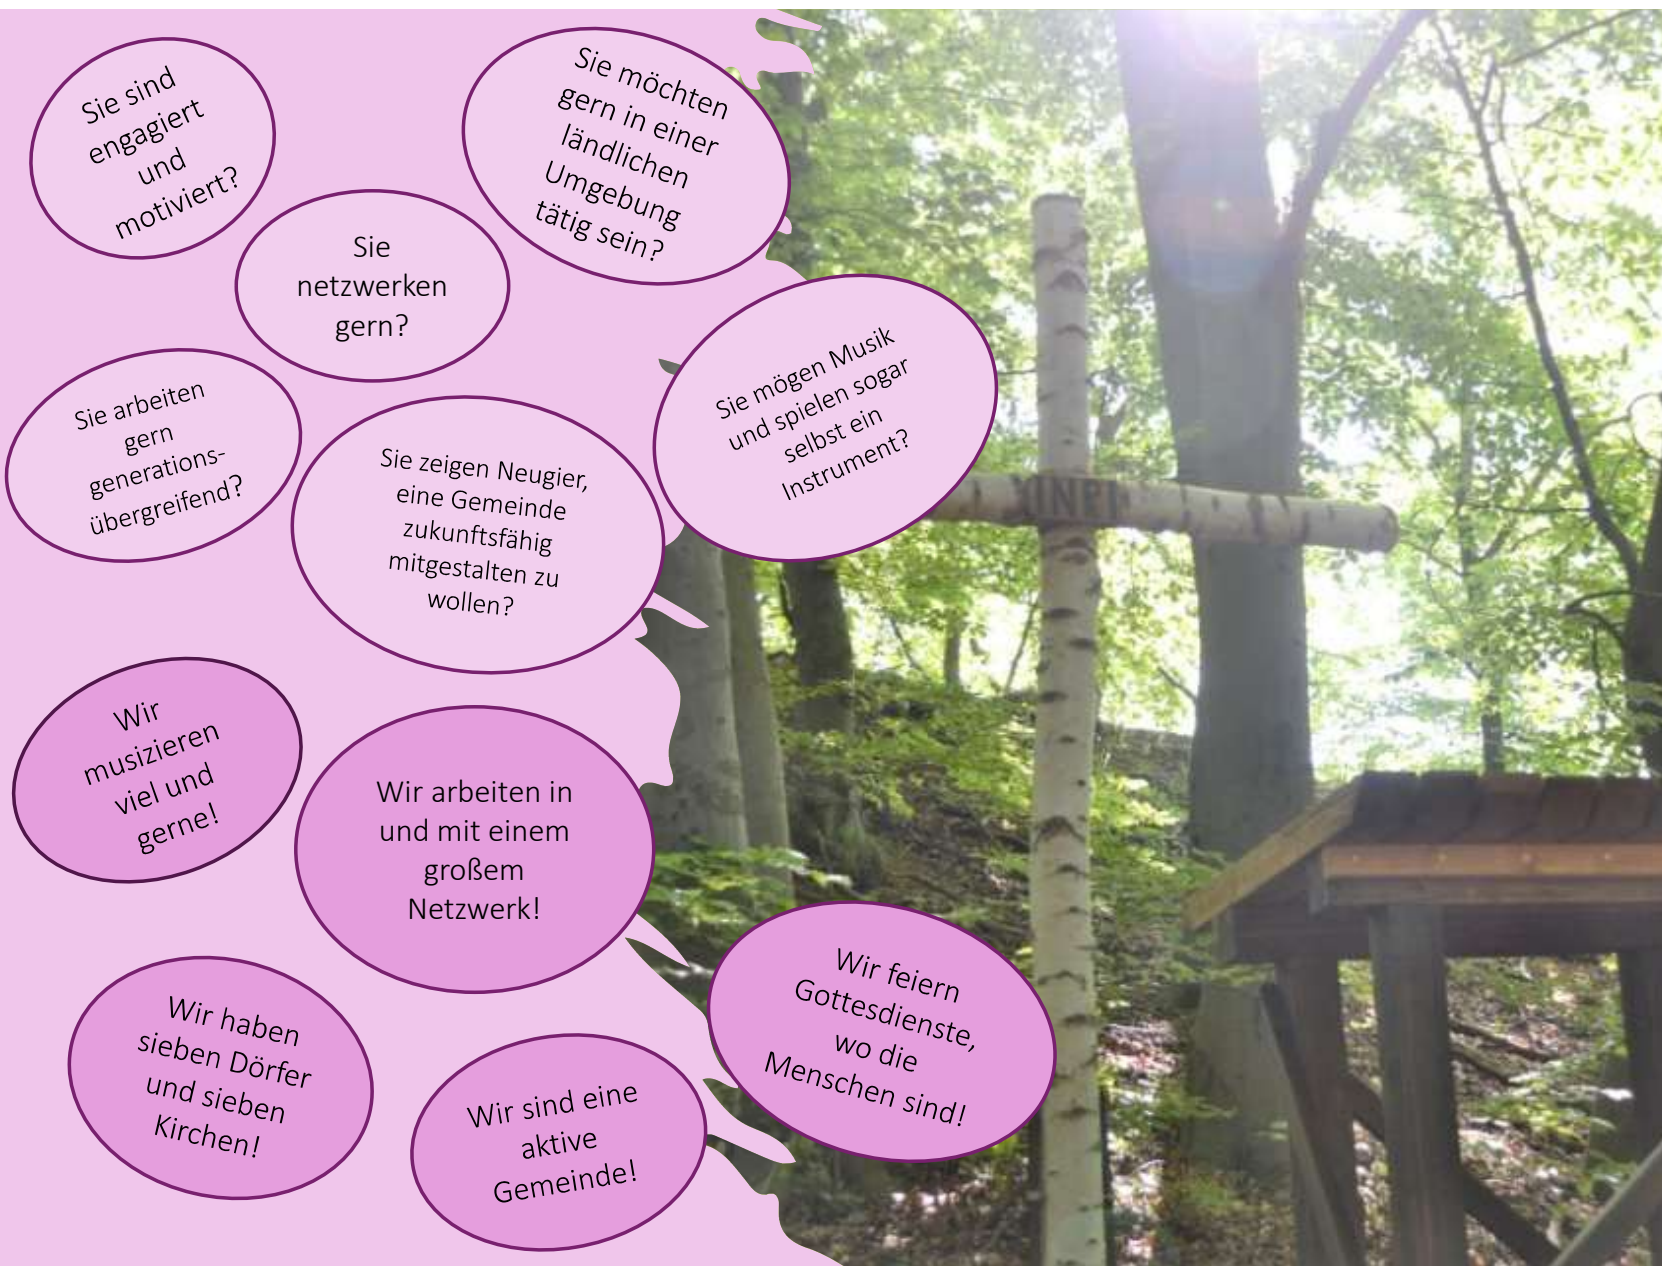 Sie sind
engagiert
und
motiviert?
Sie möchten
gern in einer
ländlichen
Umgebung
tätig sein?
Sie
netzwerken
gern?
Sie mögen Musik
und spielen sogar
selbst ein
Instrument?
Sie arbeiten
gern
generations-
übergreifend?
Sie zeigen Neugier,
eine Gemeinde
zukunftsfähig
mitgestalten zu
wollen?
Wir
musizieren
viel und
gerne!
Wir arbeiten in
und mit einem
großem
Netzwerk!
Wir feiern
Gottesdienste,
wo die
Menschen sind!
Wir haben
sieben Dörfer
und sieben
Kirchen!
Wir sind eine
aktive
Gemeinde!